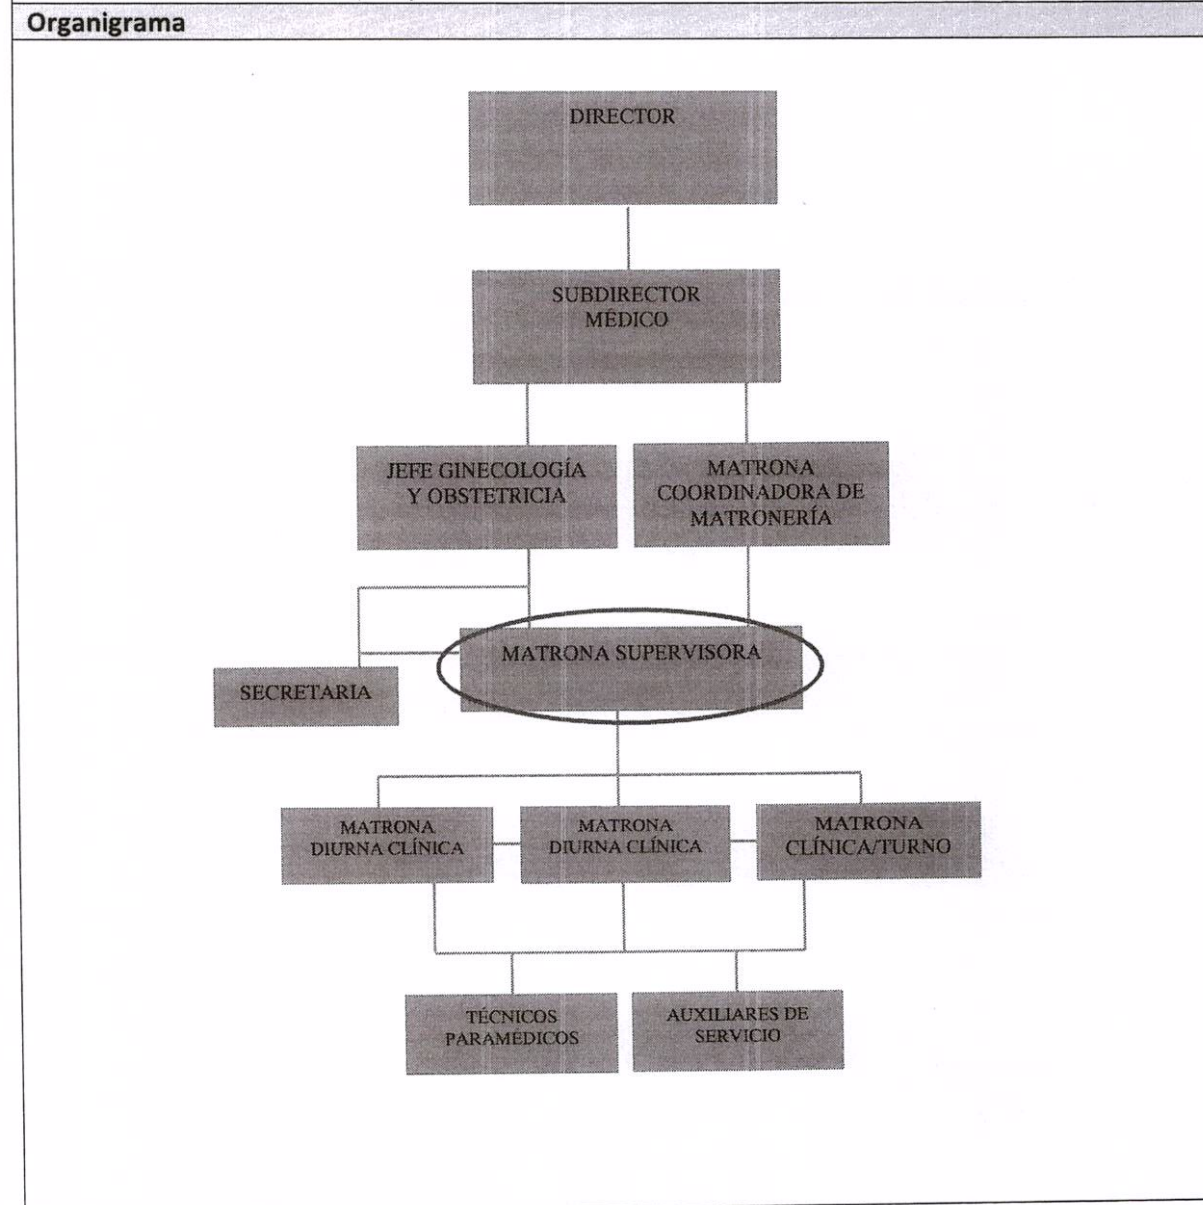 Organigrama
DIRECTOR
SUBDIRECTOR
MÉDICO
JEFE GINECOLOGÍA
Y OBSTETRICIA
MATRONA
COORDINADORA DE
MATRONERÍA
MATRONA SUPERVISORA
SECRETARIA
MATRONA
DIURNA CLÍNICA
MATRONA
DIURNA CLÍNICA
MATRONA
CLÍNICA/TURNO
TÉCNICOS
PARAMÉDICOS
AUXILIARES DE
SERVICIO